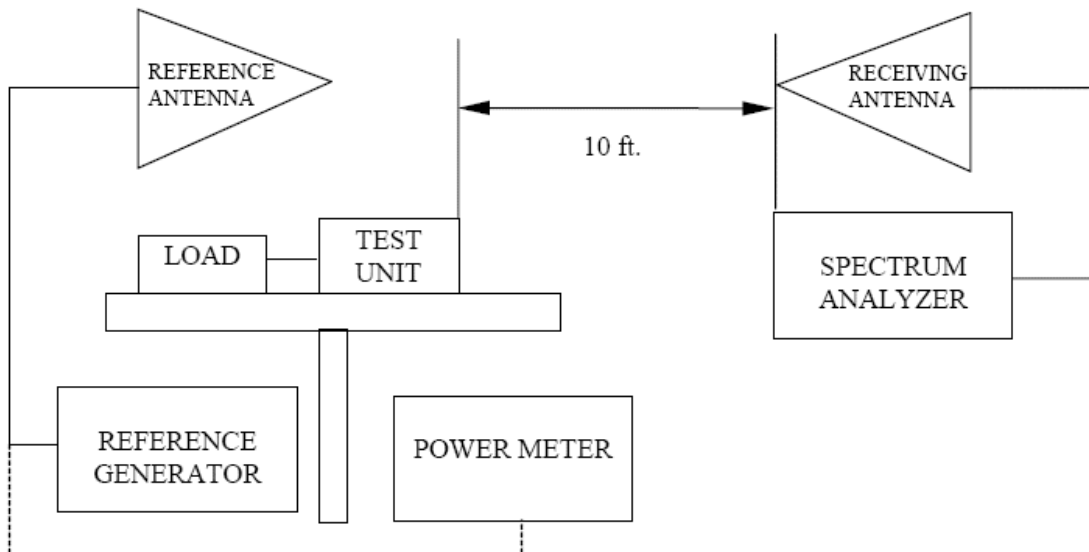 REFERENCE
ANTENNA
RECEIVING
ANTENNA
10 ft.
LOAD
TEST
UNIT
SPECTRUM
ANALYZER
REFERENCE
GENERATOR
POWER METER